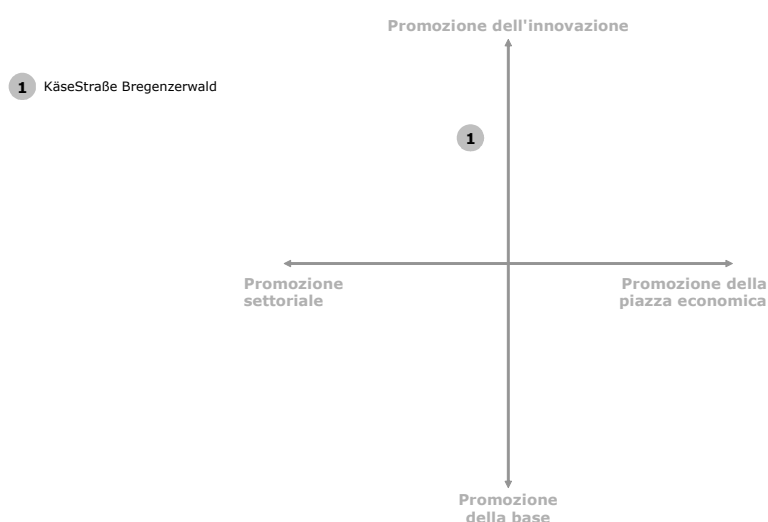 Promozione dell'innovazione
1 KäseStraße Bregenzerwald
1
Promozione
settoriale
Promozione della
piazza economica
Promozione
della base